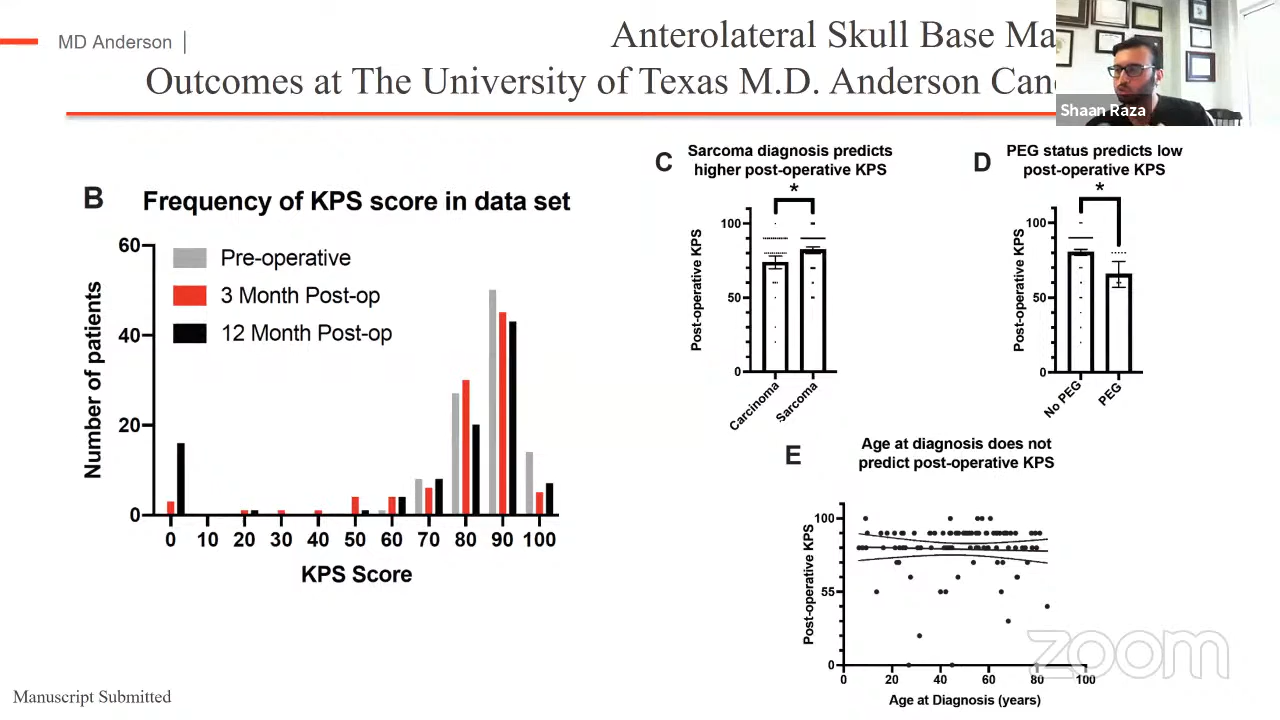 MD Anderson |
Anterolateral Skull Base Ma
Outcomes at The University of Texas M.D. Anderson Can
Shaan Raza
B Frequency of KPS score in data set
Number of patients
60
40
20
0
Pre-operative
3 Month Post-op
12 Month Post-op
0 10 20 30 40 50 60 70 80 90 100
KPS Score
C Sarcoma diagnosis predicts
higher post-operative KPS
*
Post-operative KPS
100
50
0
Carcinoma
Sarcoma
D PEG status predicts low
post-operative KPS
*
Post-operative KPS
100
50
0
No PEG
PEG
E Age at diagnosis does not
predict post-operative KPS
Post-operative KPS
100
55
0
0 20 40 60 80 100
Age at Diagnosis (years)
zoom
Manuscript Submitted